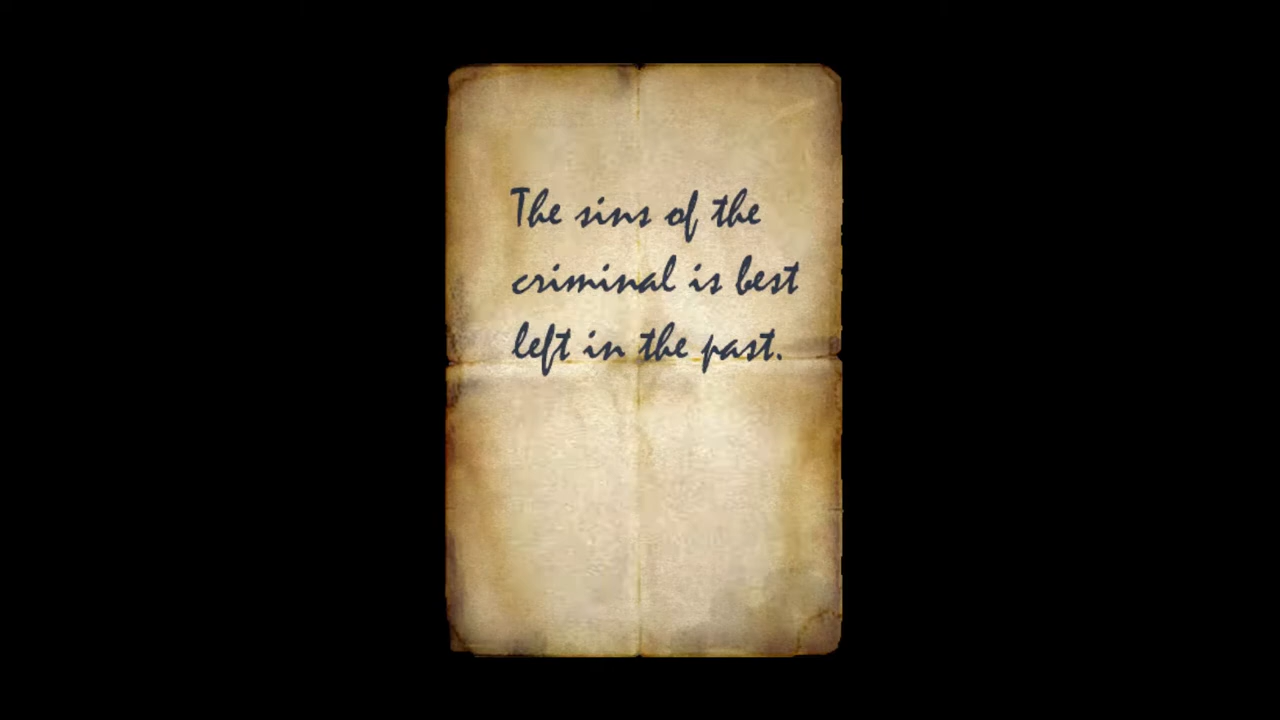 The sins of the
criminal is best
left in the past.